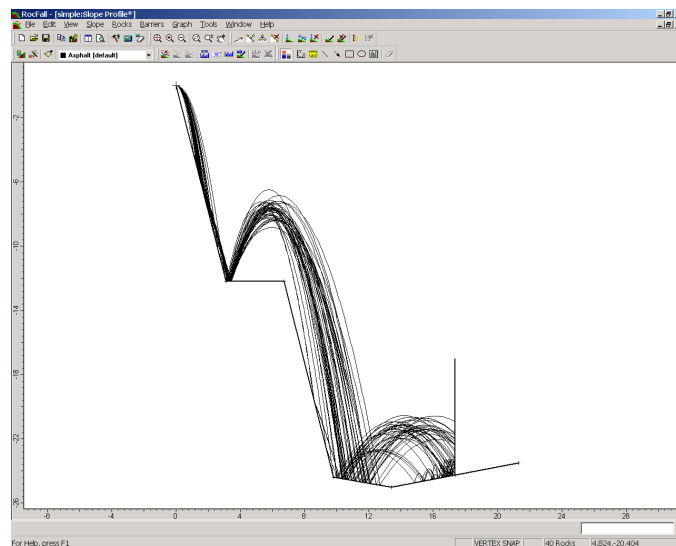 RocFall - [simple:Slope Profile*]
File Edit View Slope Rocks Barriers Graph Tools Window Help
Asphalt [default]
-2
-6
-10
-14
-18
-22
-26
-8 -4 0 4 8 12 16 20 24 28
For Help, press F1 VERTEX SNAP 40 Rocks 4.824,-20.404